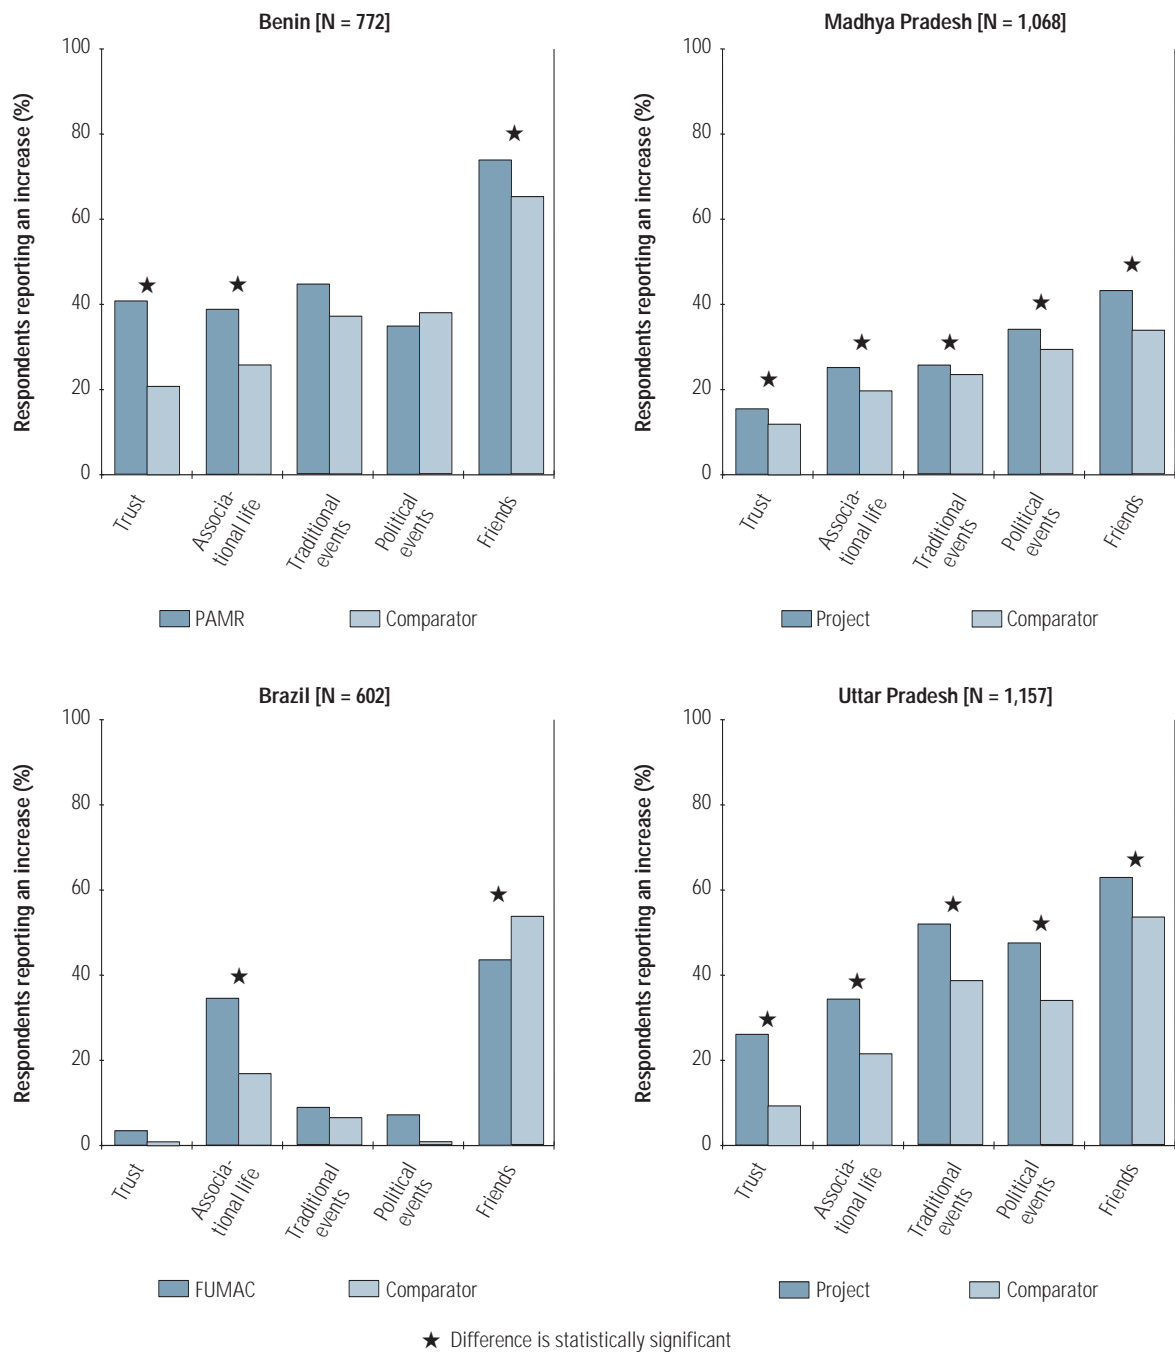 Benin [N = 772]
Respondents reporting an increase (%)
100
80
60
40
20
0
Trust
Associa-
tional life
Traditional
events
Political
events
Friends
PAMR
Comparator
Madhya Pradesh [N = 1,068]
Respondents reporting an increase (%)
100
80
60
40
20
0
Trust
Associa-
tional life
Traditional
events
Political
events
Friends
Project
Comparator
Brazil [N = 602]
Respondents reporting an increase (%)
100
80
60
40
20
0
Trust
Associa-
tional life
Traditional
events
Political
events
Friends
FUMAC
Comparator
Uttar Pradesh [N = 1,157]
Respondents reporting an increase (%)
100
80
60
40
20
0
Trust
Associa-
tional life
Traditional
events
Political
events
Friends
Project
Comparator
★ Difference is statistically significant